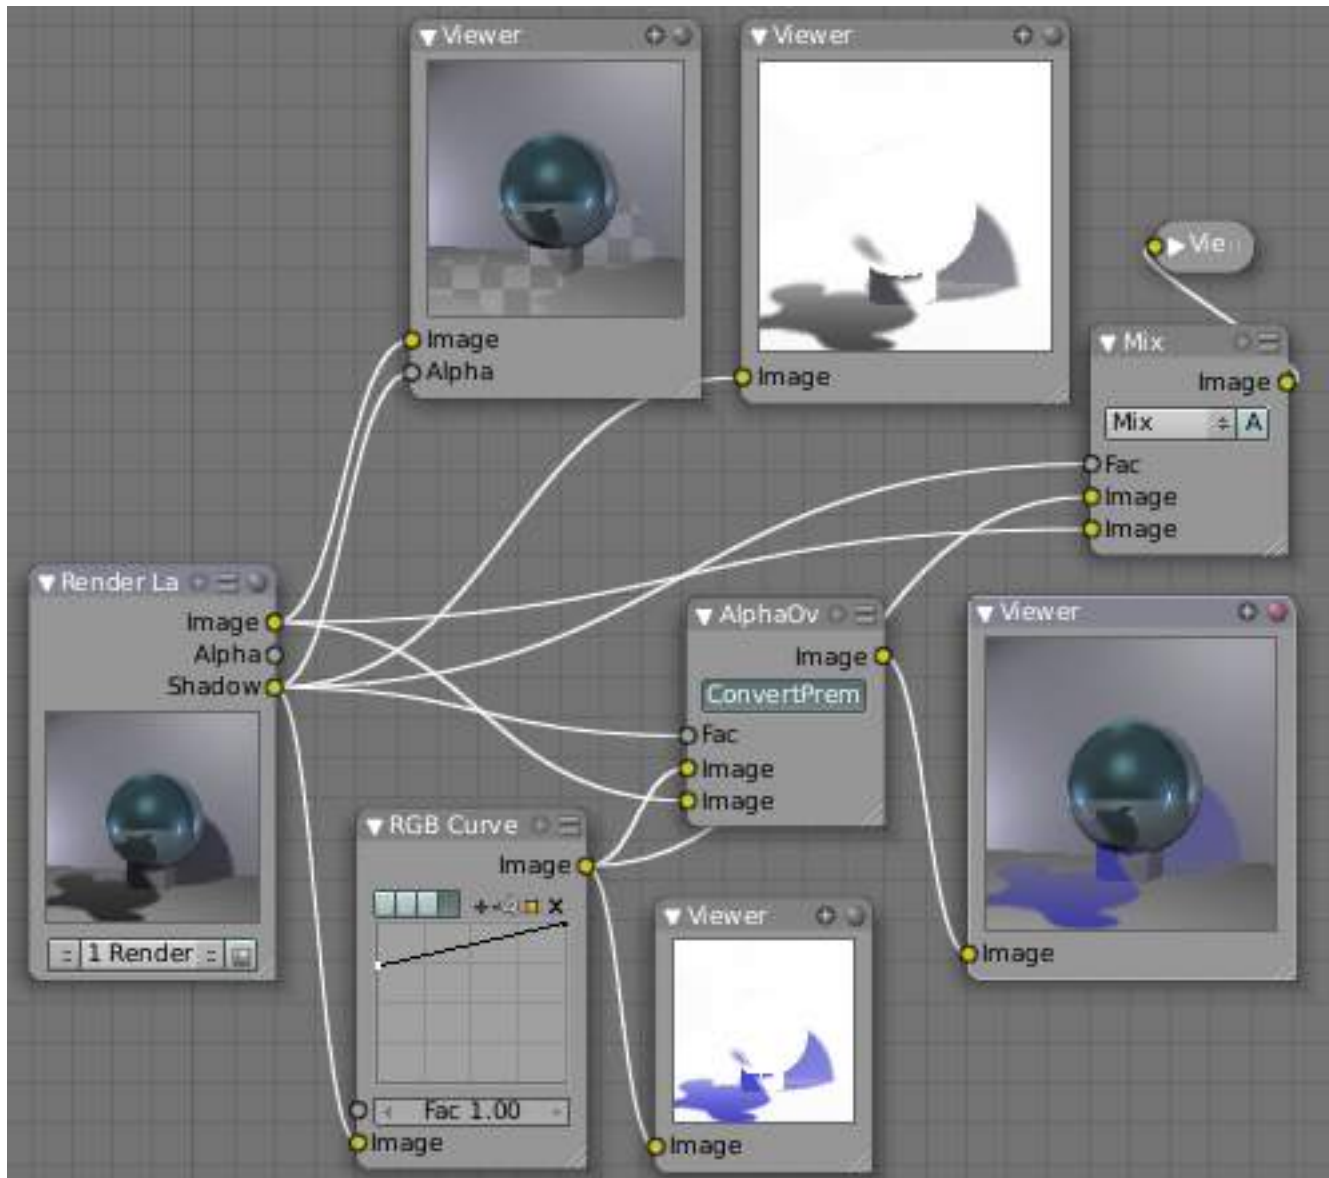 Viewer
Image
Alpha
Viewer
Image
Vie
Mix
Image
Mix
A
Fac
Image
Image
Render La
Image
Alpha
Shadow
1 Render
AlphaOv
Image
ConvertPrem
Fac
Image
Image
Viewer
Image
RGB Curve
Image
Fac 1.00
Image
Viewer
Image